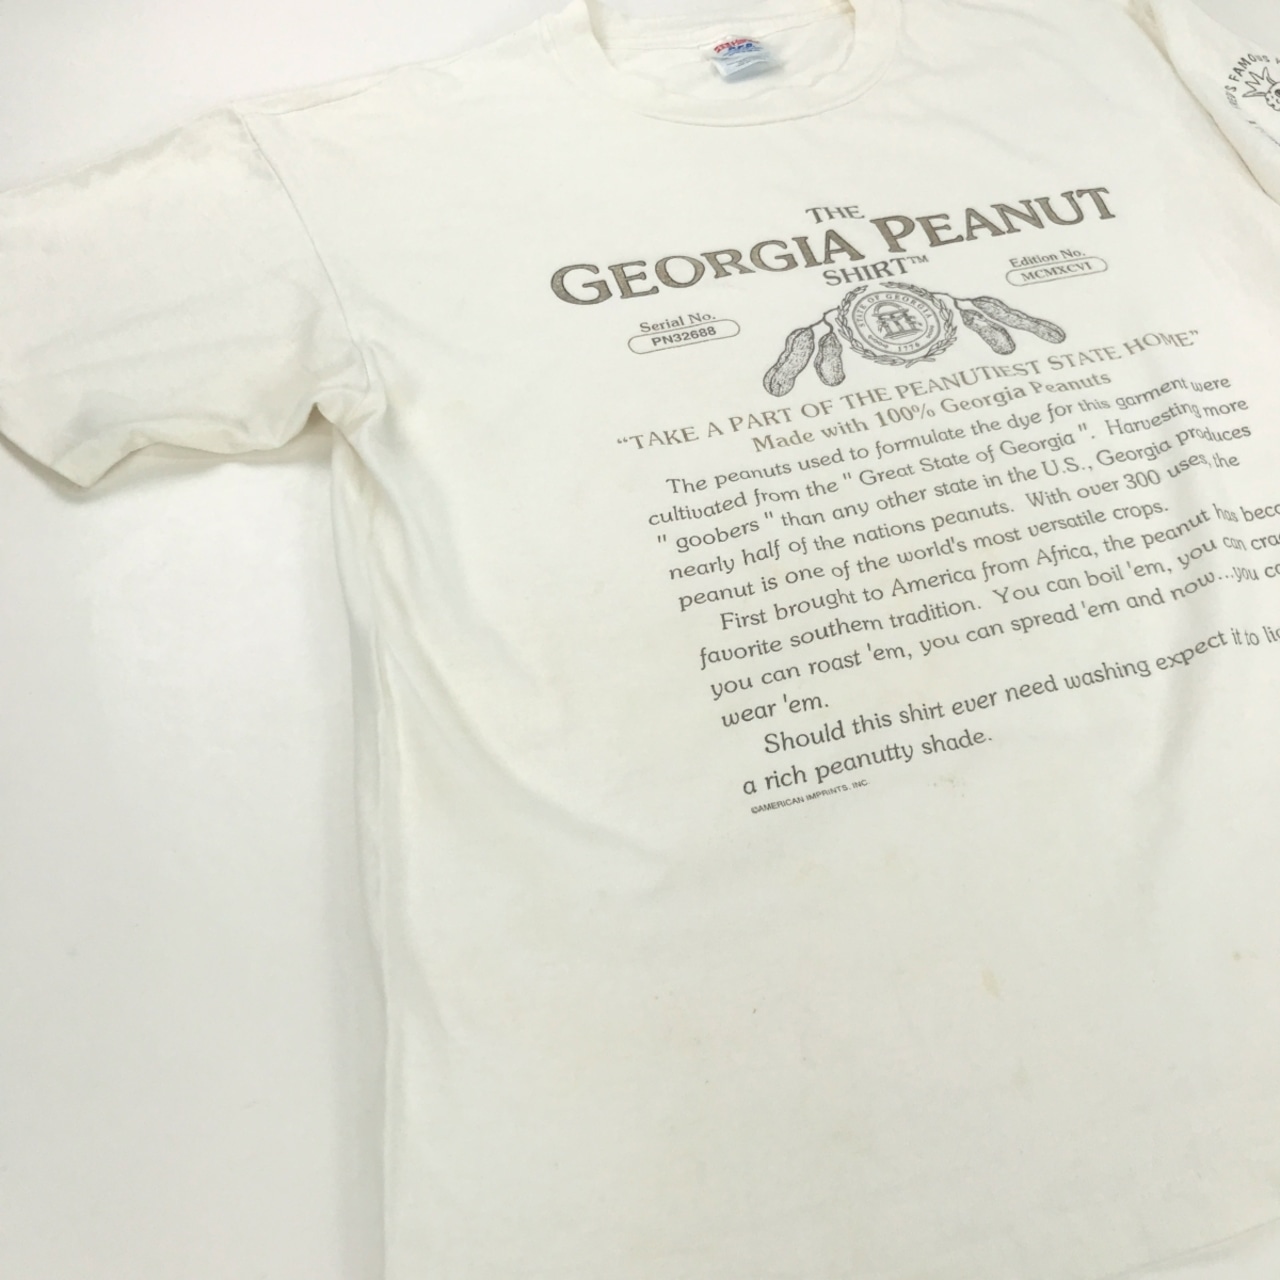 THE
GEORGIA PEANUT
SHIRT™
Serial No.
PN32688
Edition No.
MCMXCVI
STATE OF GEORGIA
1776
"TAKE A PART OF THE PEANUTIEST STATE HOME"
Made with 100% Georgia Peanuts
The peanuts used to formulate the dye for this garment were
cultivated from the " Great State of Georgia ". Harvesting more
" goobers " than any other state in the U.S., Georgia produces
nearly half of the nations peanuts. With over 300 uses, the
peanut is one of the world's most versatile crops.
First brought to America from Africa, the peanut has beco
favorite southern tradition. You can boil 'em, you can cra
you can roast 'em, you can spread 'em and now...you ca
wear 'em.
Should this shirt ever need washing expect it to
a rich peanutty shade.
©AMERICAN IMPRINTS, INC.
FAMOUS